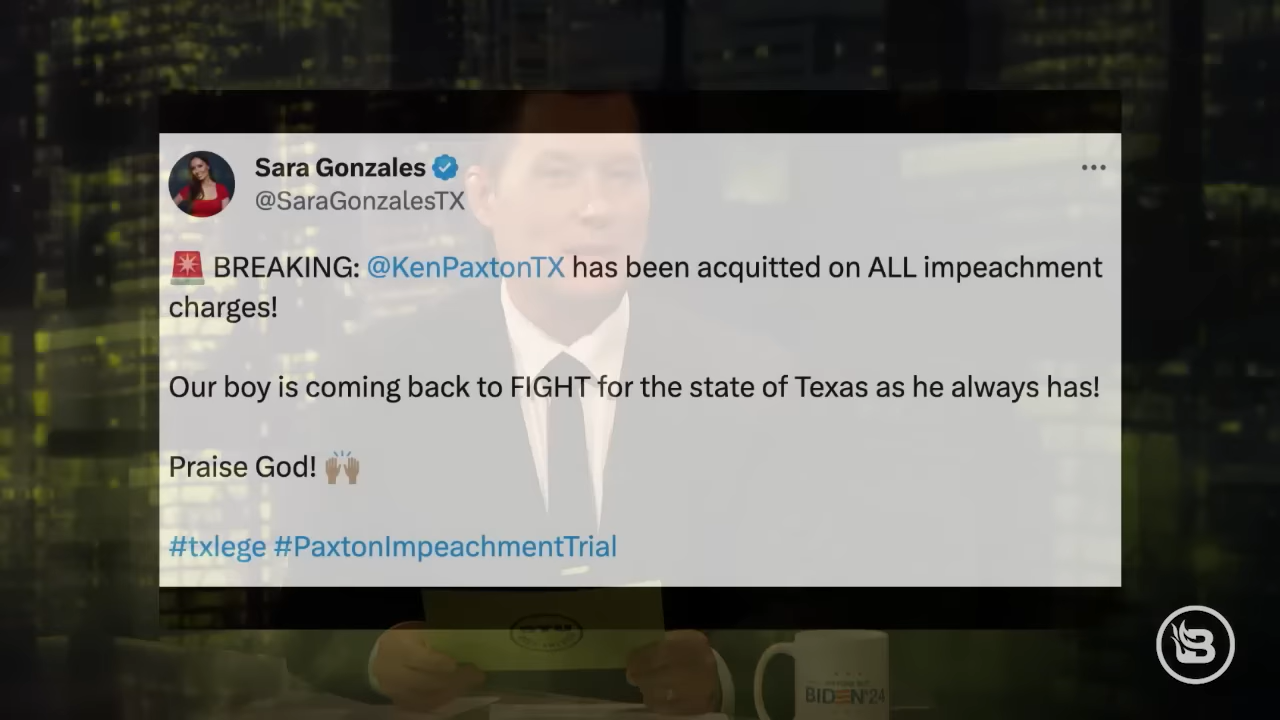 Sara Gonzales
@SaraGonzalesTX
BREAKING: @KenPaxtonTX has been acquitted on ALL impeachment
charges!
Our boy is coming back to FIGHT for the state of Texas as he always has!
Praise God!
#txlege #PaxtonImpeachmentTrial
BIDEN'24
B